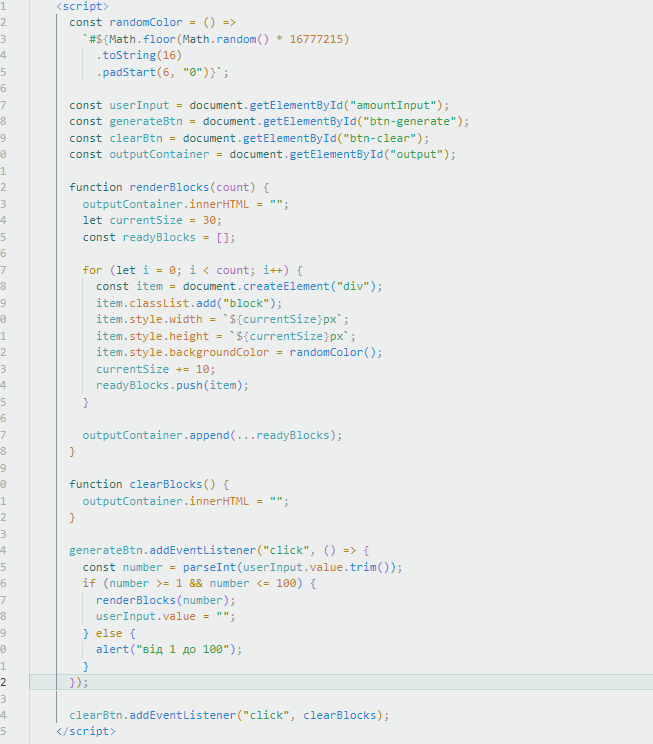 1 <script>
2 const randomColor = () =>
3 `#${Math.floor(Math.random() * 16777215)
4 .toString(16)
5 .padStart(6, "0")}`;
6
7 const userInput = document.getElementById("amountInput");
8 const generateBtn = document.getElementById("btn-generate");
9 const clearBtn = document.getElementById("btn-clear");
0 const outputContainer = document.getElementById("output");
1
2 function renderBlocks(count) {
3 outputContainer.innerHTML = "";
4 let currentSize = 30;
5 const readyBlocks = [];
6
7 for (let i = 0; i < count; i++) {
8 const item = document.createElement("div");
9 item.classList.add("block");
0 item.style.width = `${currentSize}px`;
1 item.style.height = `${currentSize}px`;
2 item.style.backgroundColor = randomColor();
3 currentSize += 10;
4 readyBlocks.push(item);
5 }
6
7 outputContainer.append(...readyBlocks);
8 }
9
0 function clearBlocks() {
1 outputContainer.innerHTML = "";
2 }
3
4 generateBtn.addEventListener("click", () => {
5 const number = parseInt(userInput.value.trim());
6 if (number >= 1 && number <= 100) {
7 renderBlocks(number);
8 userInput.value = "";
9 } else {
0 alert("від 1 до 100");
1 }
2 });
3
4 clearBtn.addEventListener("click", clearBlocks);
5 </script>